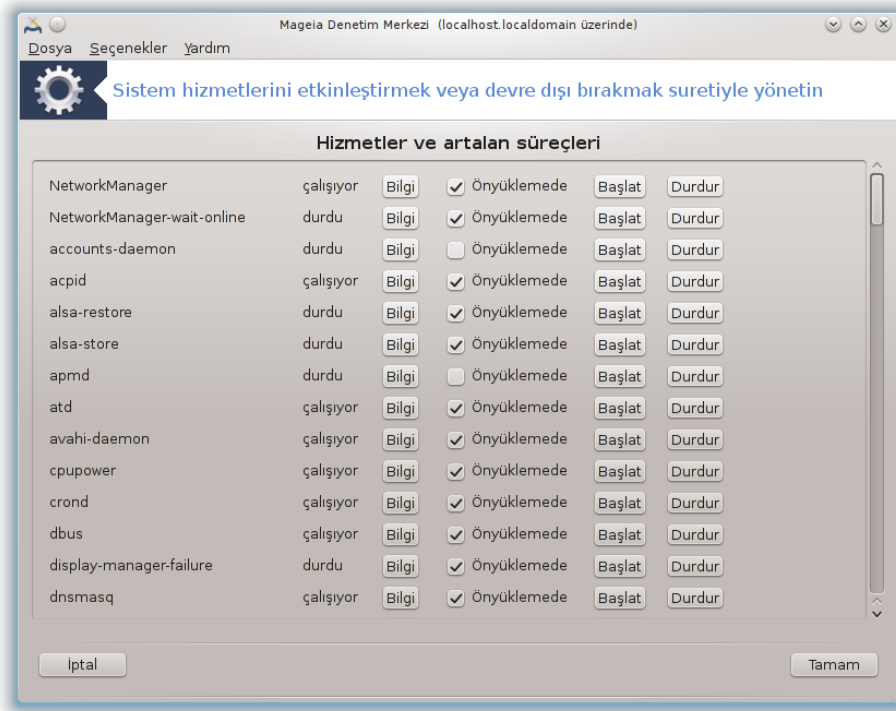 Mageia Denetim Merkezi (localhost.localdomain üzerinde)
Dosya Seçenekler Yardım
Sistem hizmetlerini etkinleştirmek veya devre dışı bırakmak suretiyle yönetin
Hizmetler ve artalan süreçleri
NetworkManager çalışıyor Bilgi Önyüklemede Başlat Durdur
NetworkManager-wait-online durdu Bilgi Önyüklemede Başlat Durdur
accounts-daemon durdu Bilgi Önyüklemede Başlat Durdur
acpid çalışıyor Bilgi Önyüklemede Başlat Durdur
alsa-restore durdu Bilgi Önyüklemede Başlat Durdur
alsa-store durdu Bilgi Önyüklemede Başlat Durdur
apmd durdu Bilgi Önyüklemede Başlat Durdur
atd çalışıyor Bilgi Önyüklemede Başlat Durdur
avahi-daemon çalışıyor Bilgi Önyüklemede Başlat Durdur
cpupower çalışıyor Bilgi Önyüklemede Başlat Durdur
crond çalışıyor Bilgi Önyüklemede Başlat Durdur
dbus çalışıyor Bilgi Önyüklemede Başlat Durdur
display-manager-failure durdu Bilgi Önyüklemede Başlat Durdur
dnsmasq çalışıyor Bilgi Önyüklemede Başlat Durdur
İptal Tamam